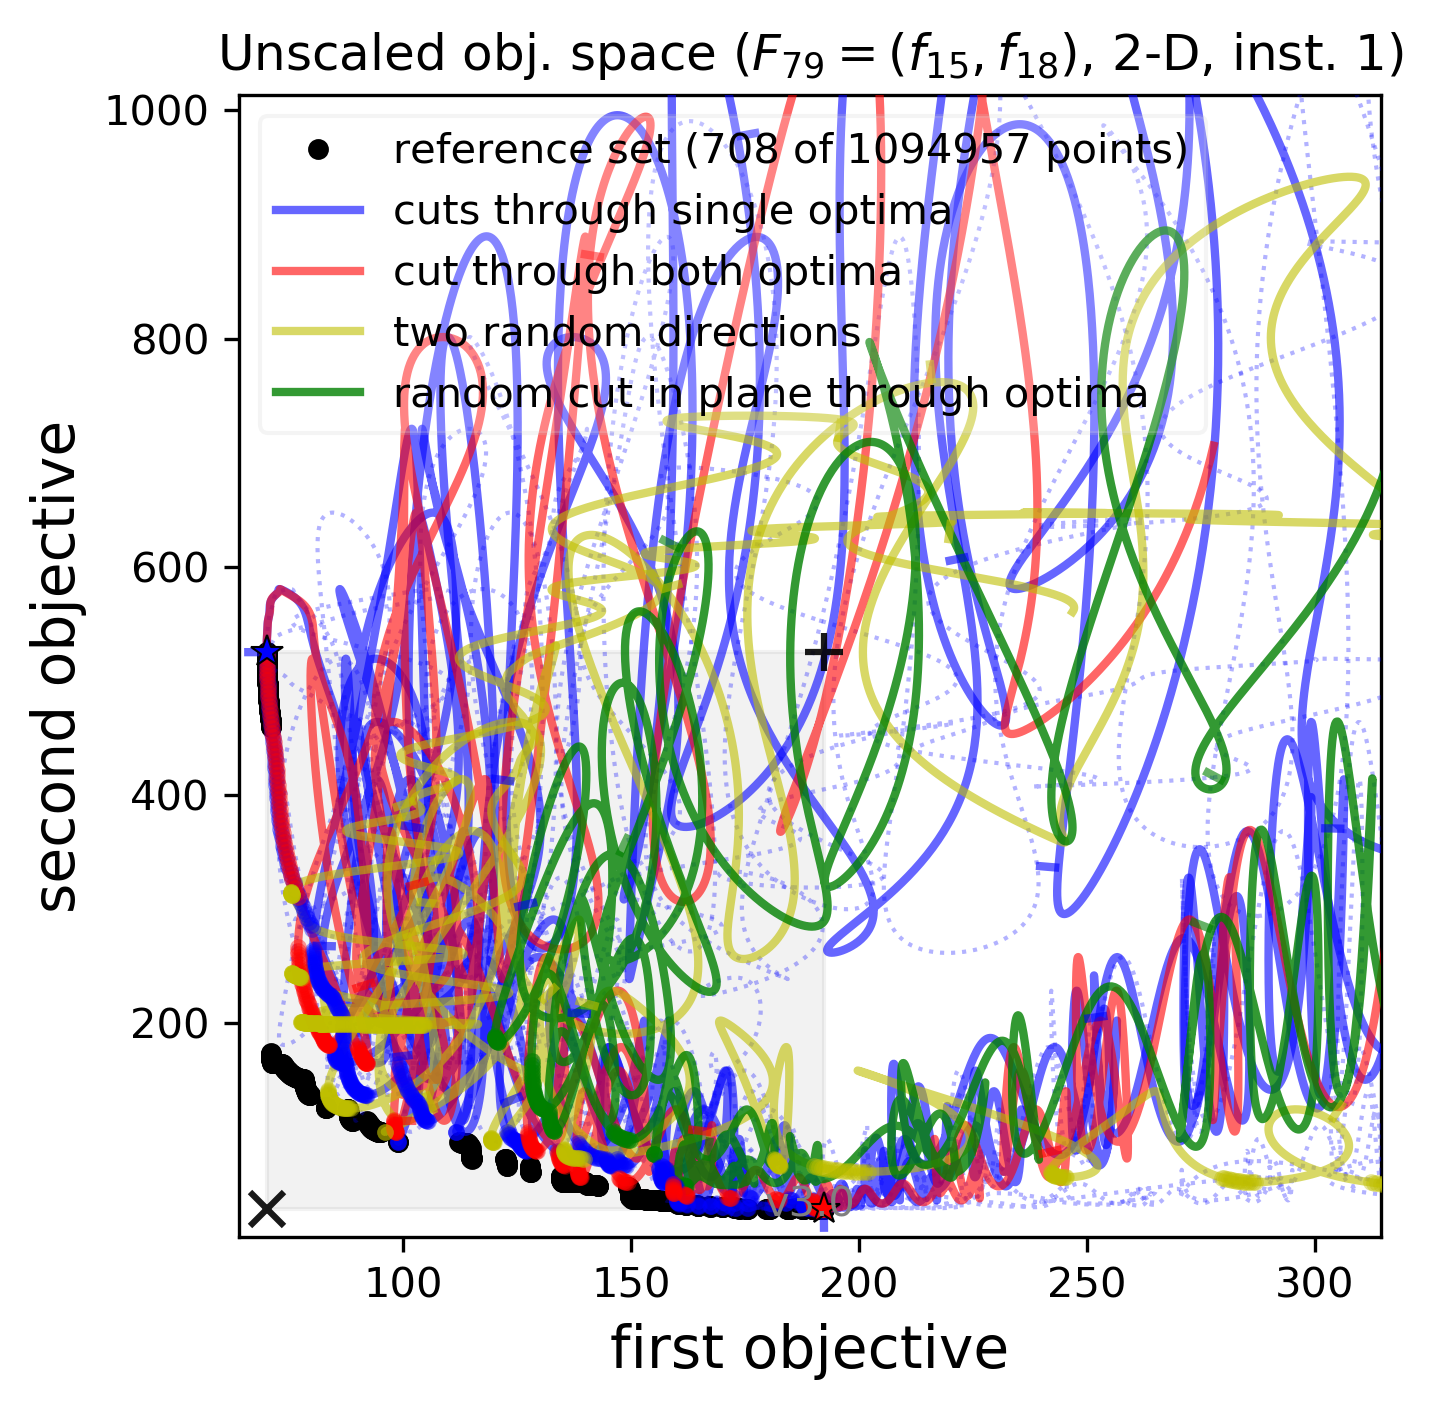 Unscaled obj. space (F₇₉ = (f₁₅, f₁₈), 2-D, inst. 1)
1000
800
600
400
200
second objective
reference set (708 of 1094957 points)
cuts through single optima
cut through both optima
two random directions
random cut in plane through optima
v3.0
100
150
200
250
300
first objective